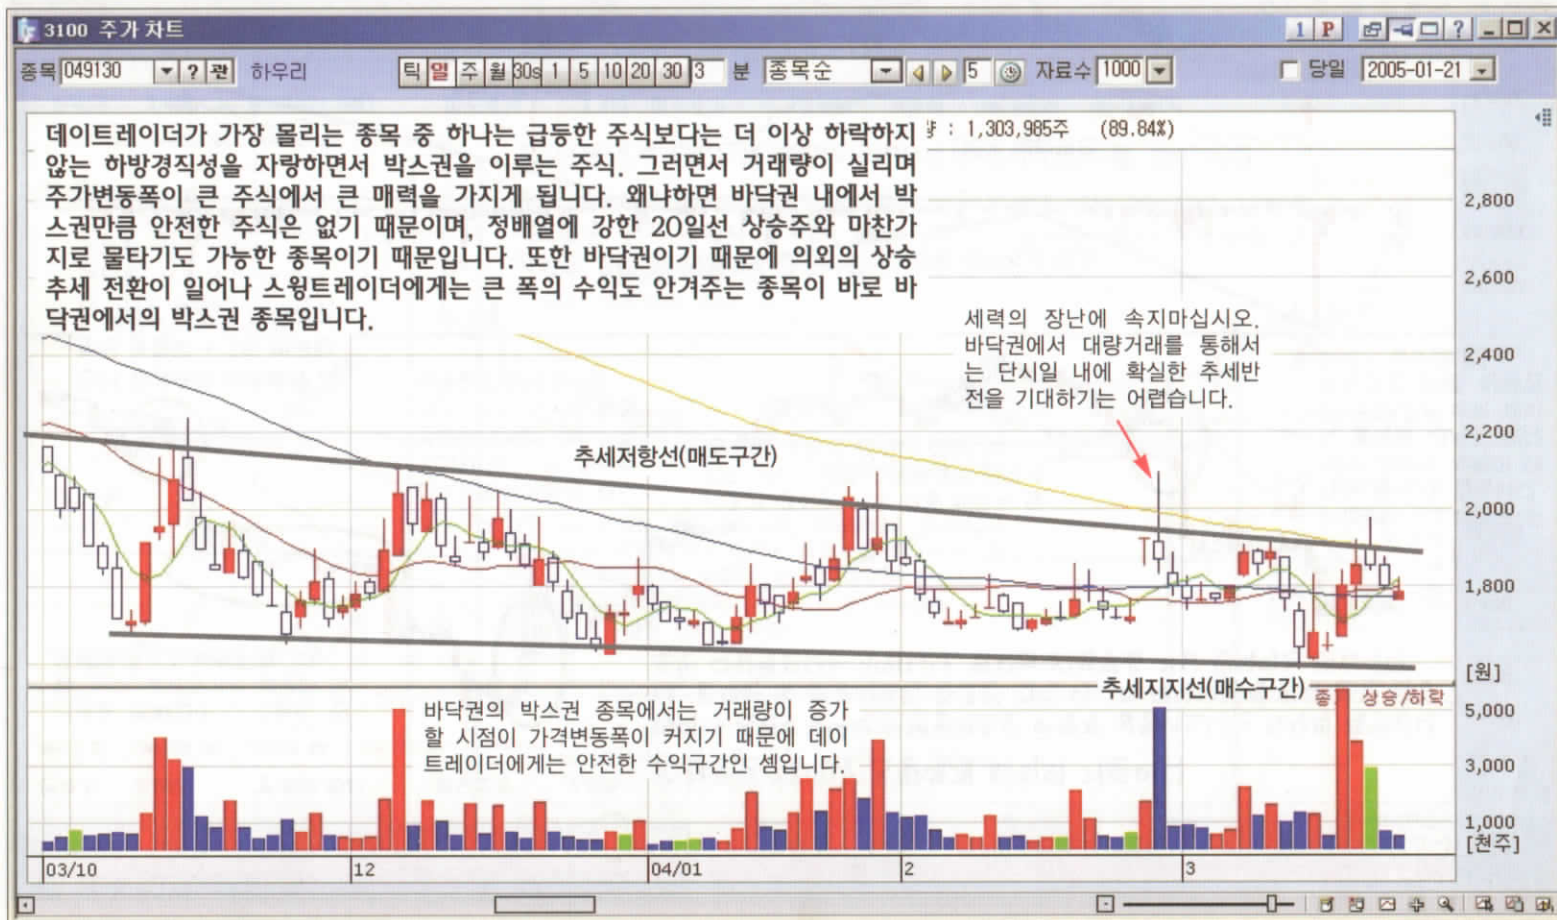 3100 주가 차트
1 P
?
종목 049130 ? 관 하우리 틱 일 주 월 30s 1 5 10 20 30 3 분 종목순 5 자료수 1000 당일 2005-01-21
: 1,303,985주 (89.84%)
데이트레이더가 가장 몰리는 종목 중 하나는 급등한 주식보다는 더 이상 하락하지
않는 하방경직성을 자랑하면서 박스권을 이루는 주식. 그러면서 거래량이 실리며
주가변동폭이 큰 주식에서 큰 매력을 가지게 됩니다. 왜냐하면 바닥권 내에서 박
스권만큼 안전한 주식은 없기 때문이며, 정배열에 강한 20일선 상승주와 마찬가
지로 물타기도 가능한 종목이기 때문입니다. 또한 바닥권이기 때문에 의외의 상승
추세 전환이 일어나 스윙트레이더에게는 큰 폭의 수익도 안겨주는 종목이 바로 바
닥권에서의 박스권 종목입니다.
세력의 장난에 속지마십시오.
바닥권에서 대량거래를 통해서
는 단시일 내에 확실한 추세반
전을 기대하기는 어렵습니다.
2,800
2,600
2,400
2,200
2,000
1,800
[원]
추세저항선(매도구간)
추세지지선(매수구간)
종 상승/하락
바닥권의 박스권 종목에서는 거래량이 증가
할 시점이 가격변동폭이 커지기 때문에 데이
트레이더에게는 안전한 수익구간인 셈입니다.
5,000
3,000
1,000
[천주]
03/10 12 04/01 2 3